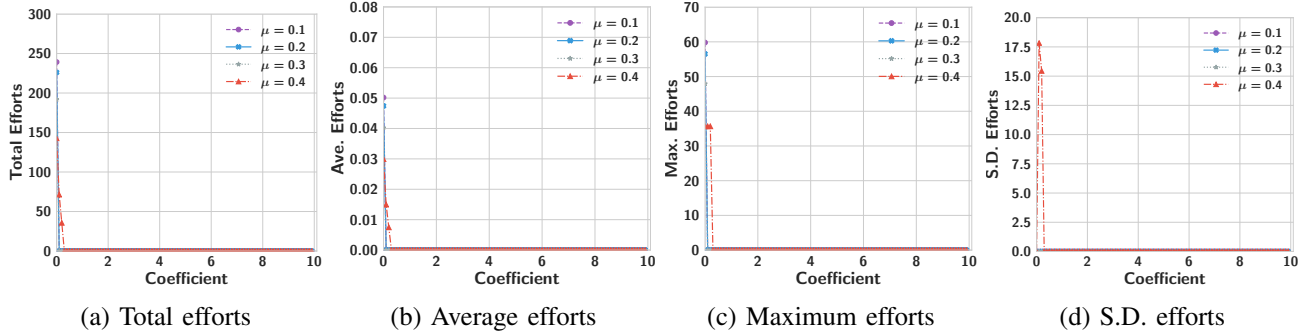 300
250
200
150
100
50
0
Total Efforts
0 2 4 6 8 10
Coefficient
μ = 0.1
μ = 0.2
μ = 0.3
μ = 0.4
(a) Total efforts
0.08
0.07
0.06
0.05
0.04
0.03
0.02
0.01
0.00
Ave. Efforts
0 2 4 6 8 10
Coefficient
μ = 0.1
μ = 0.2
μ = 0.3
μ = 0.4
(b) Average efforts
70
60
50
40
30
20
10
0
Max. Efforts
0 2 4 6 8 10
Coefficient
μ = 0.1
μ = 0.2
μ = 0.3
μ = 0.4
(c) Maximum efforts
20.0
17.5
15.0
12.5
10.0
7.5
5.0
2.5
0.0
S.D. Efforts
0 2 4 6 8 10
Coefficient
μ = 0.1
μ = 0.2
μ = 0.3
μ = 0.4
(d) S.D. efforts